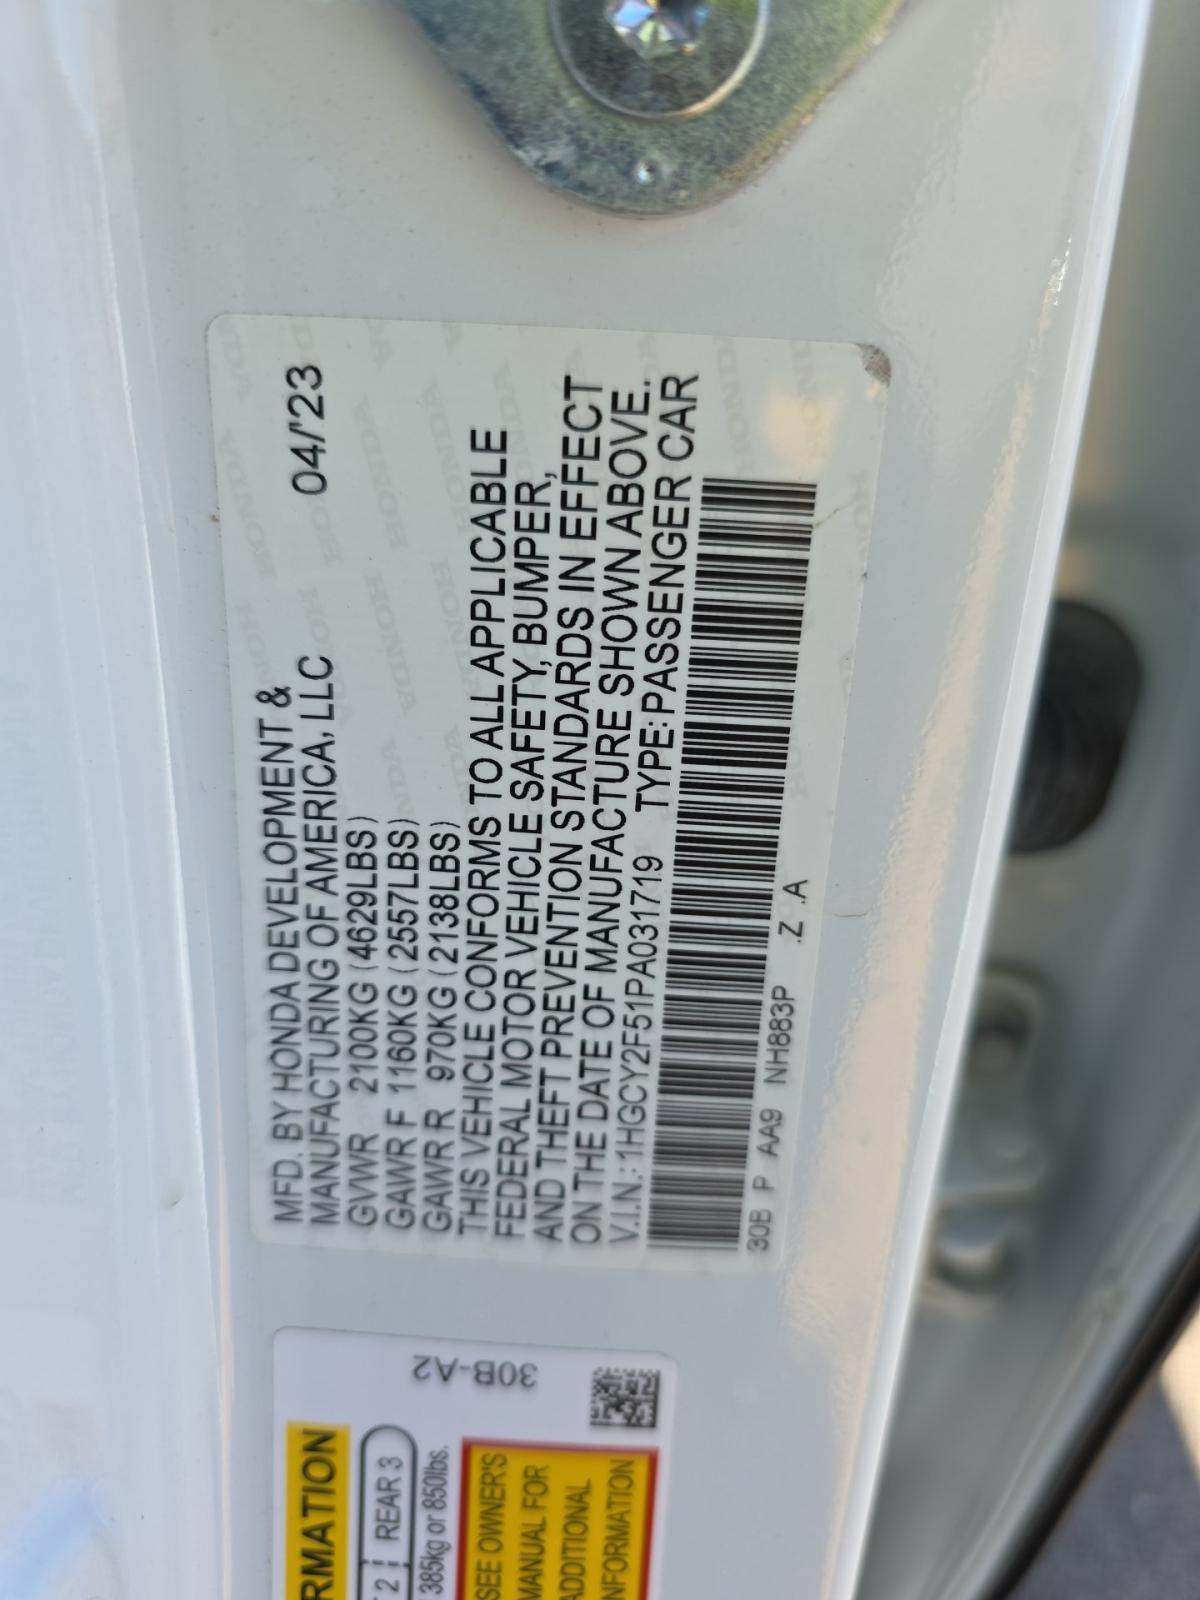 MFD. BY HONDA DEVELOPMENT &
MANUFACTURING OF AMERICA, LLC 04/'23
GVWR 2100KG (4629LBS)
GAWR F 1160KG (2557LBS)
GAWR R 970KG (2138LBS)
THIS VEHICLE CONFORMS TO ALL APPLICABLE
FEDERAL MOTOR VEHICLE SAFETY, BUMPER,
AND THEFT PREVENTION STANDARDS IN EFFECT
ON THE DATE OF MANUFACTURE SHOWN ABOVE.
V.I.N.: 1HGCY2F51PA031719 TYPE: PASSENGER CAR
30B P AA9 NH883P .Z .A
30B-A2
RMATION
2 REAR 3
385kg or 850lbs.
SEE OWNER'S
MANUAL FOR
ADDITIONAL
INFORMATION